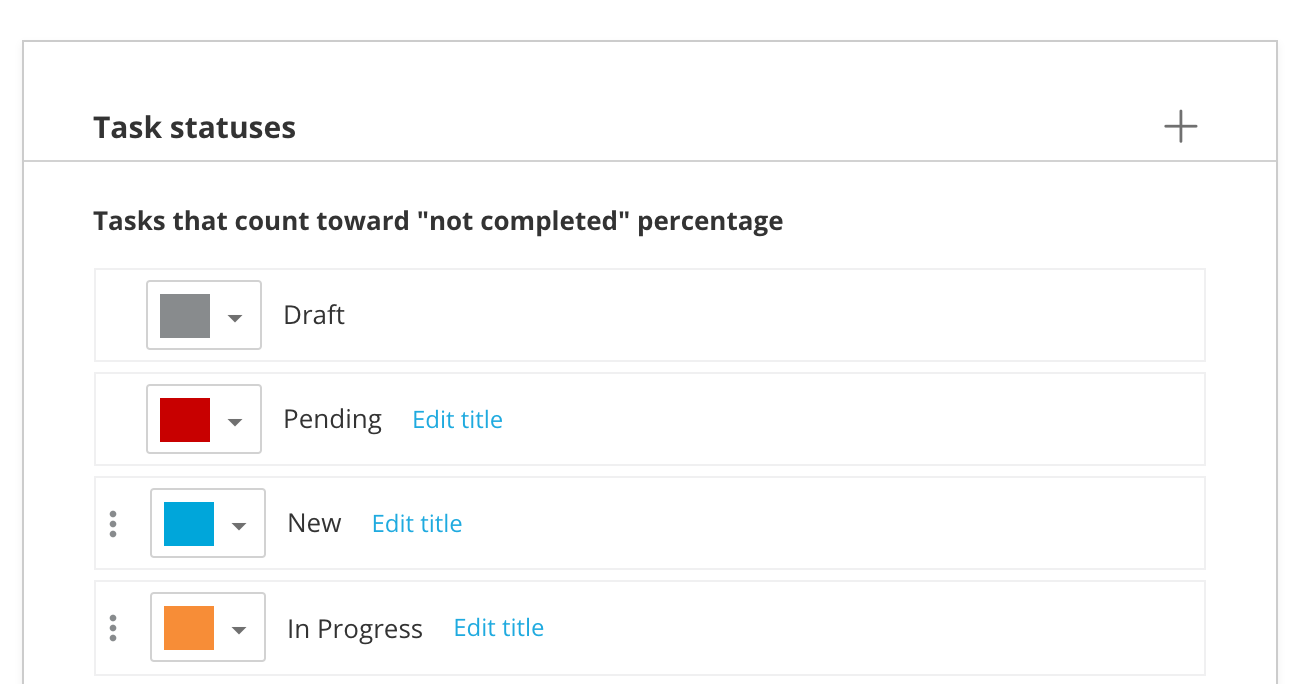 Task statuses
Tasks that count toward "not completed" percentage
Draft
Pending Edit title
New Edit title
In Progress Edit title